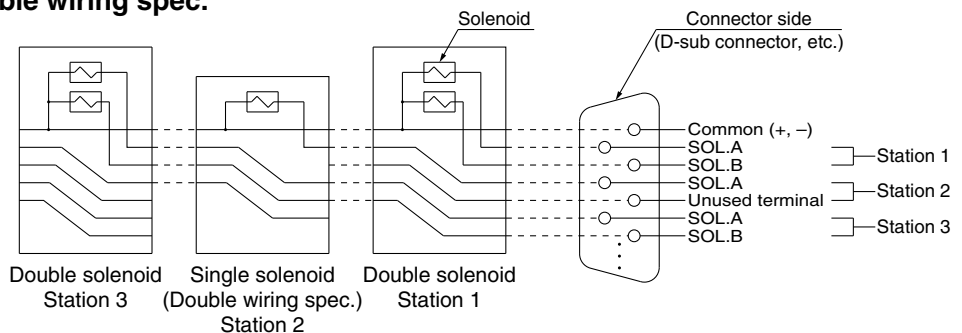 ble wiring spec.
Solenoid
Connector side
(D-sub connector, etc.)
Common (+, –)
SOL.A
SOL.B
SOL.A
Unused terminal
SOL.A
SOL.B
Station 1
Station 2
Station 3
Double solenoid
Station 3
Single solenoid
(Double wiring spec.)
Station 2
Double solenoid
Station 1